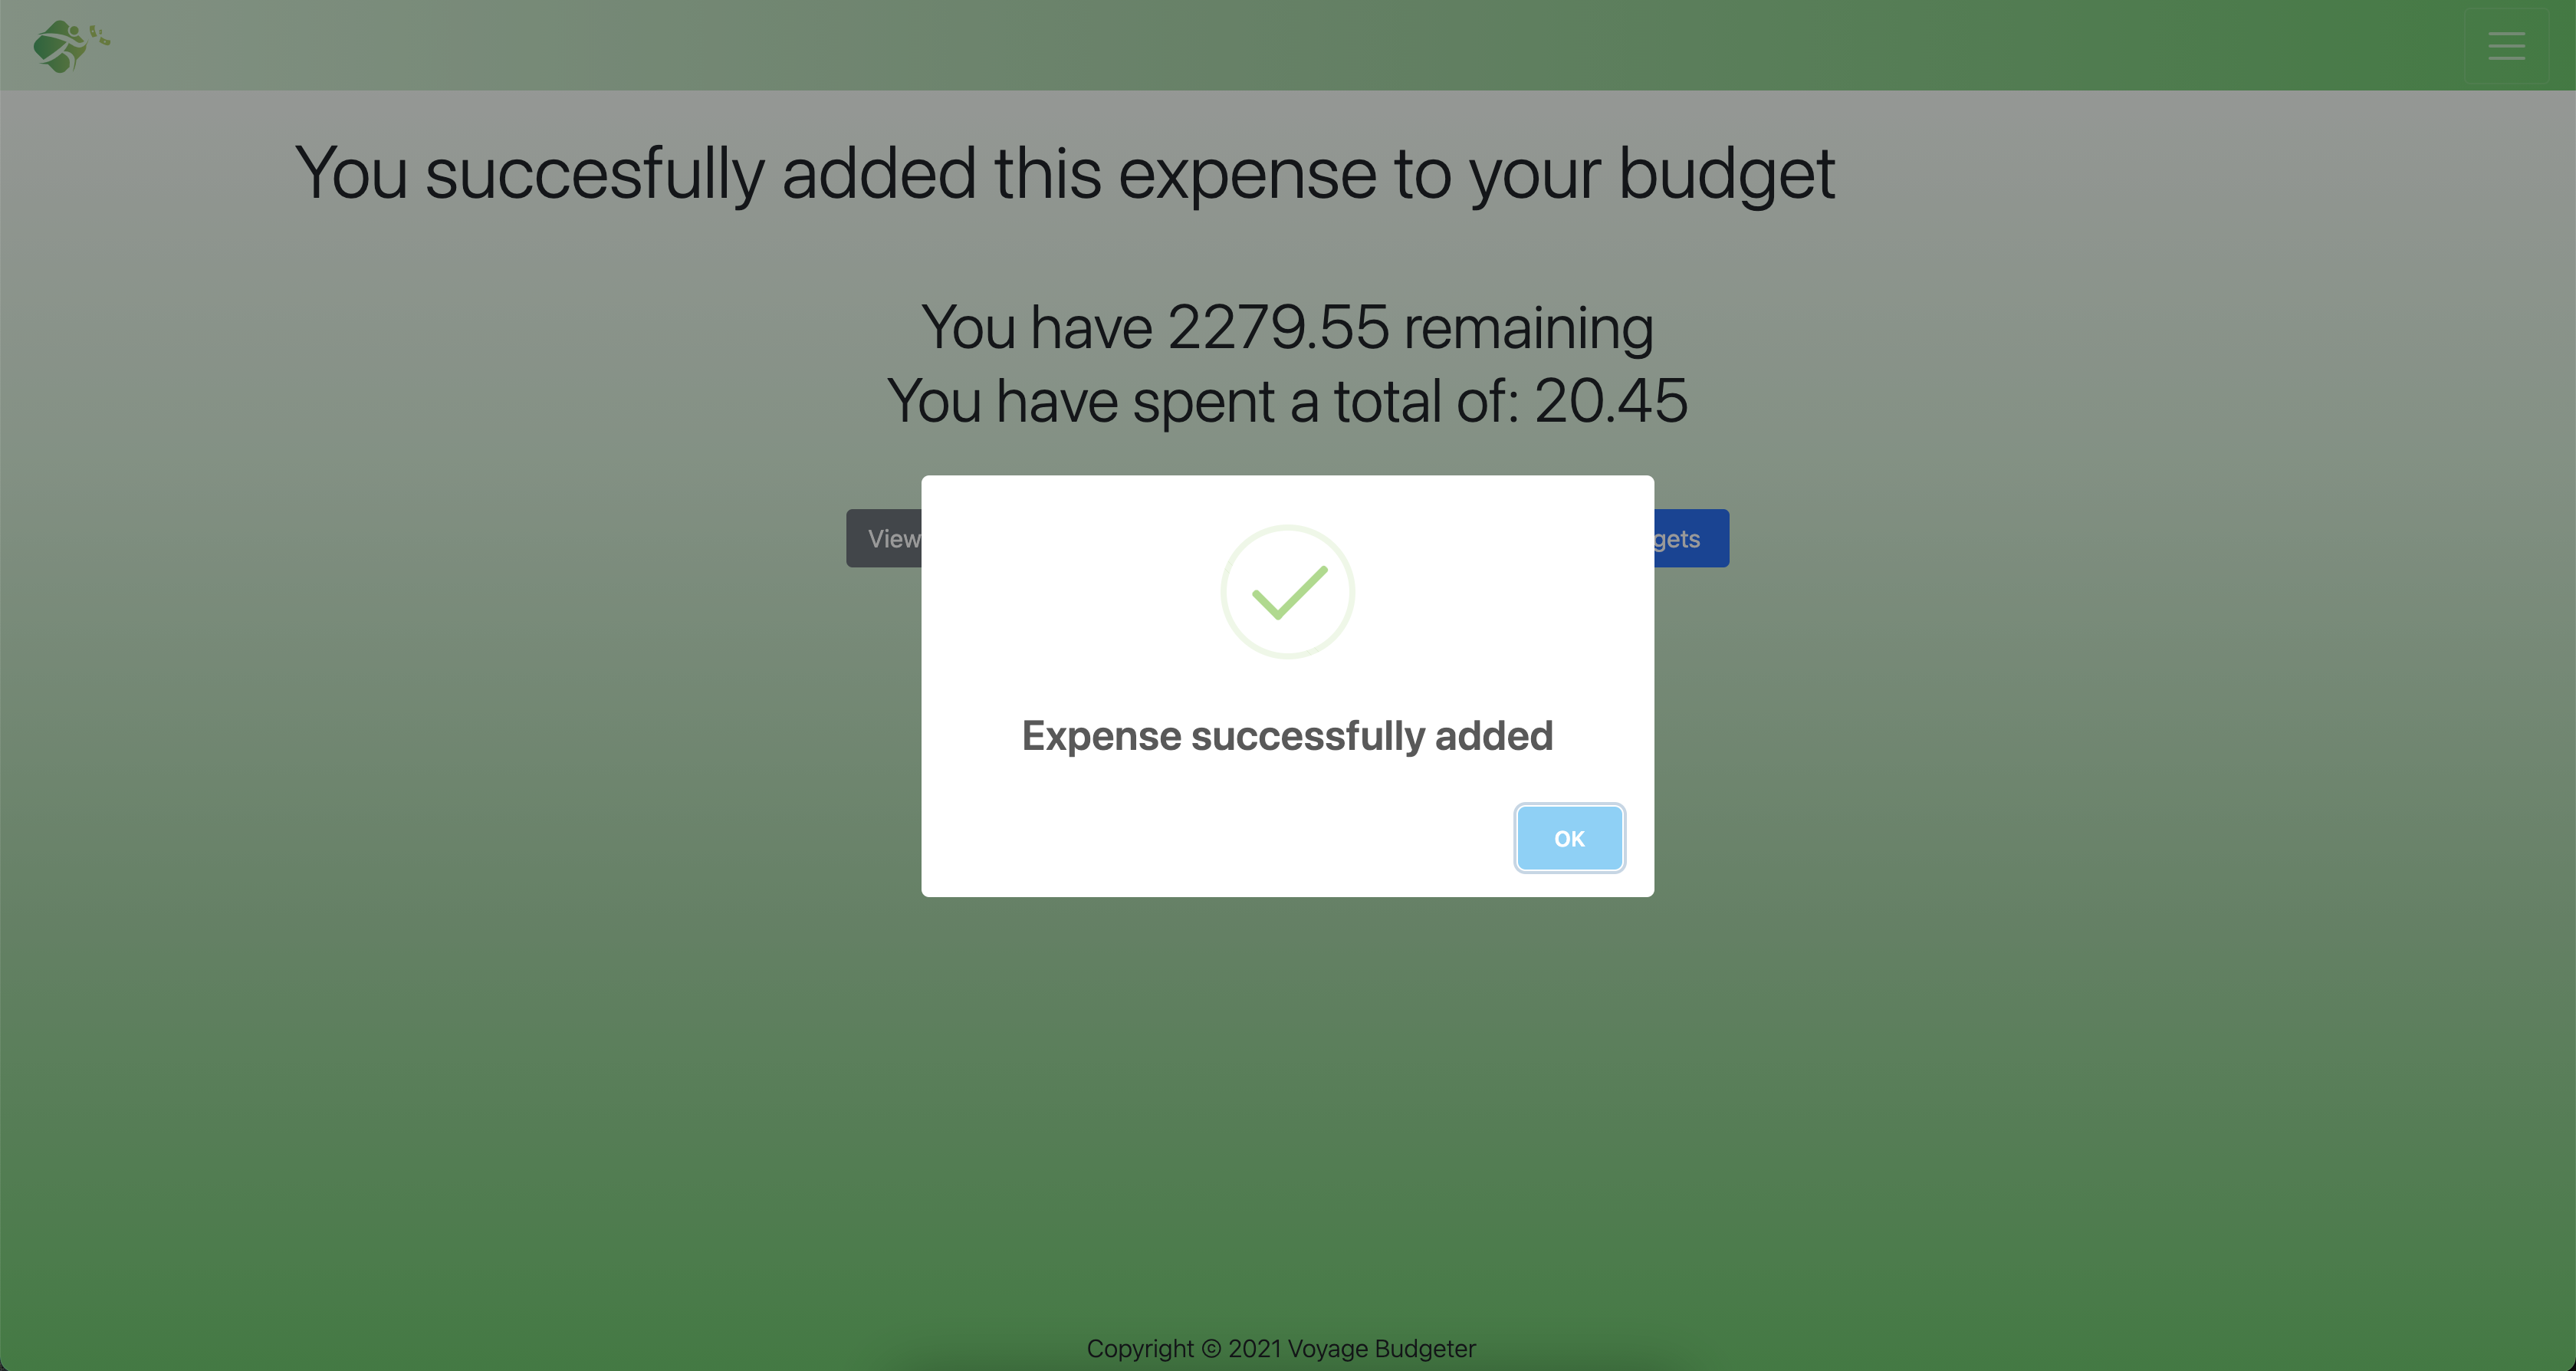 You succesfully added this expense to your budget
You have 2279.55 remaining
You have spent a total of: 20.45
View
gets
Expense successfully added
OK
Copyright © 2021 Voyage Budgeter